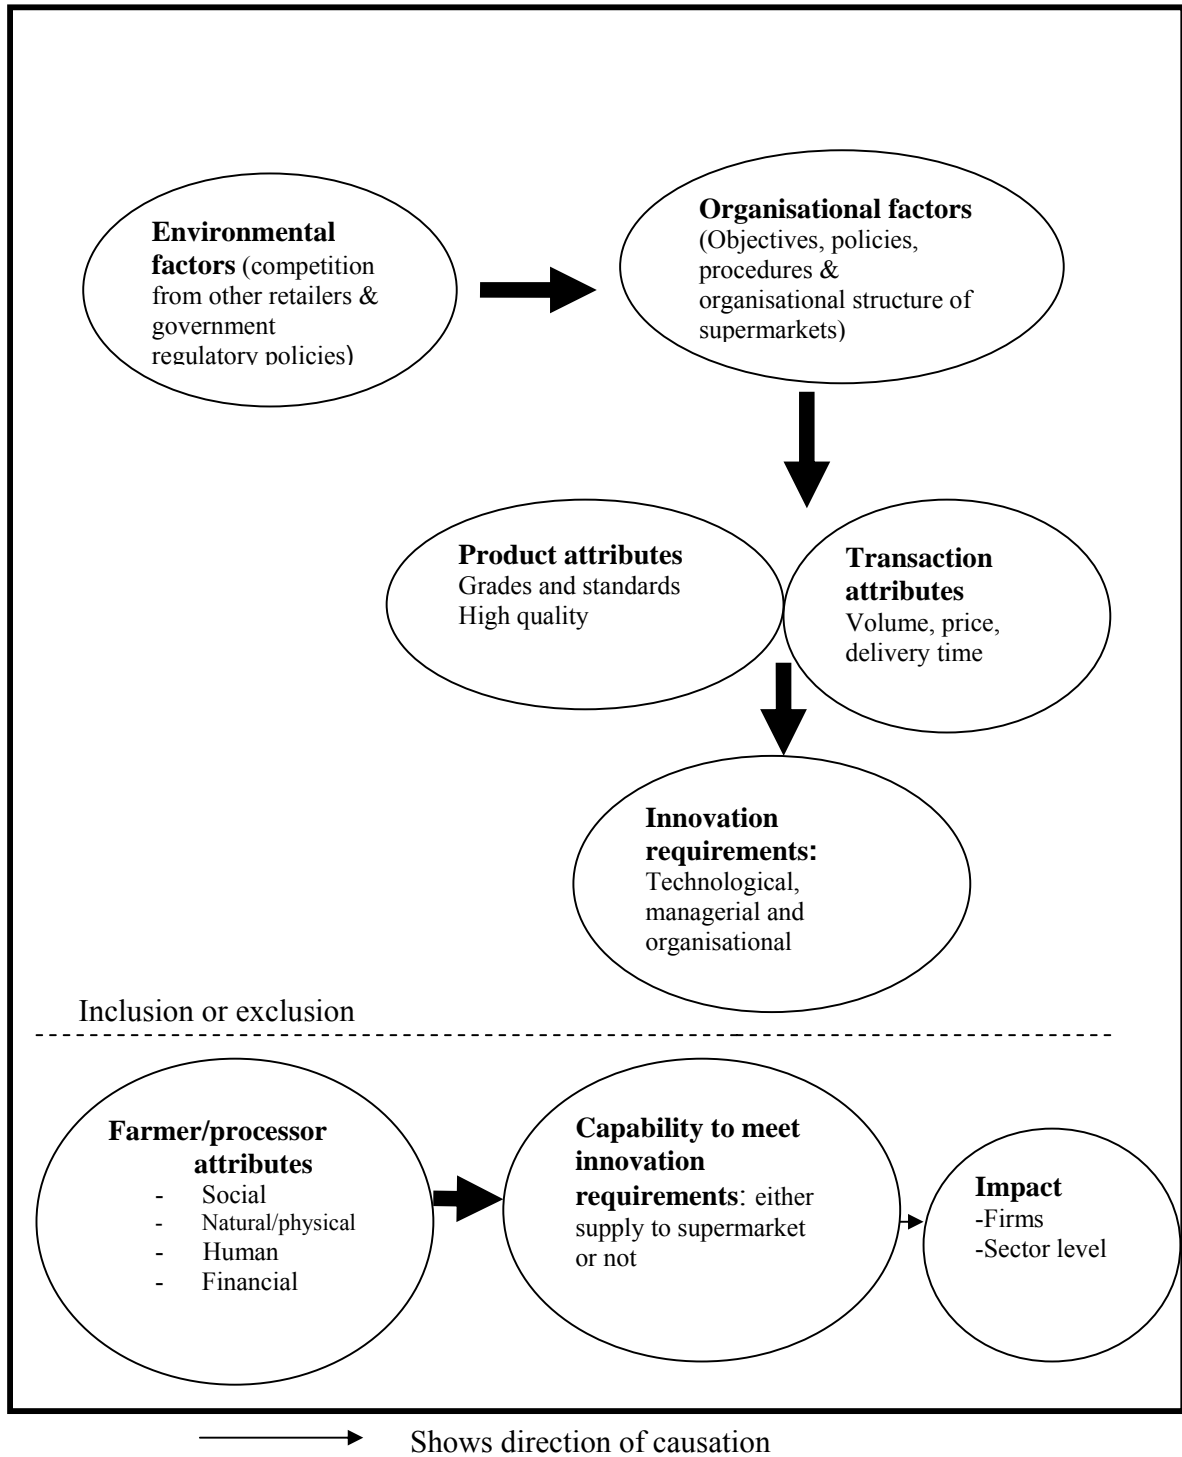 Environmental
factors (competition
from other retailers &
government
regulatory policies)
Organisational factors
(Objectives, policies,
procedures &
organisational structure of
supermarkets)
Product attributes
Grades and standards
High quality
Transaction
attributes
Volume, price,
delivery time
Innovation
requirements:
Technological,
managerial and
organisational
Inclusion or exclusion
Farmer/processor
attributes
- Social
- Natural/physical
- Human
- Financial
Capability to meet
innovation
requirements: either
supply to supermarket
or not
Impact
-Firms
-Sector level
Shows direction of causation